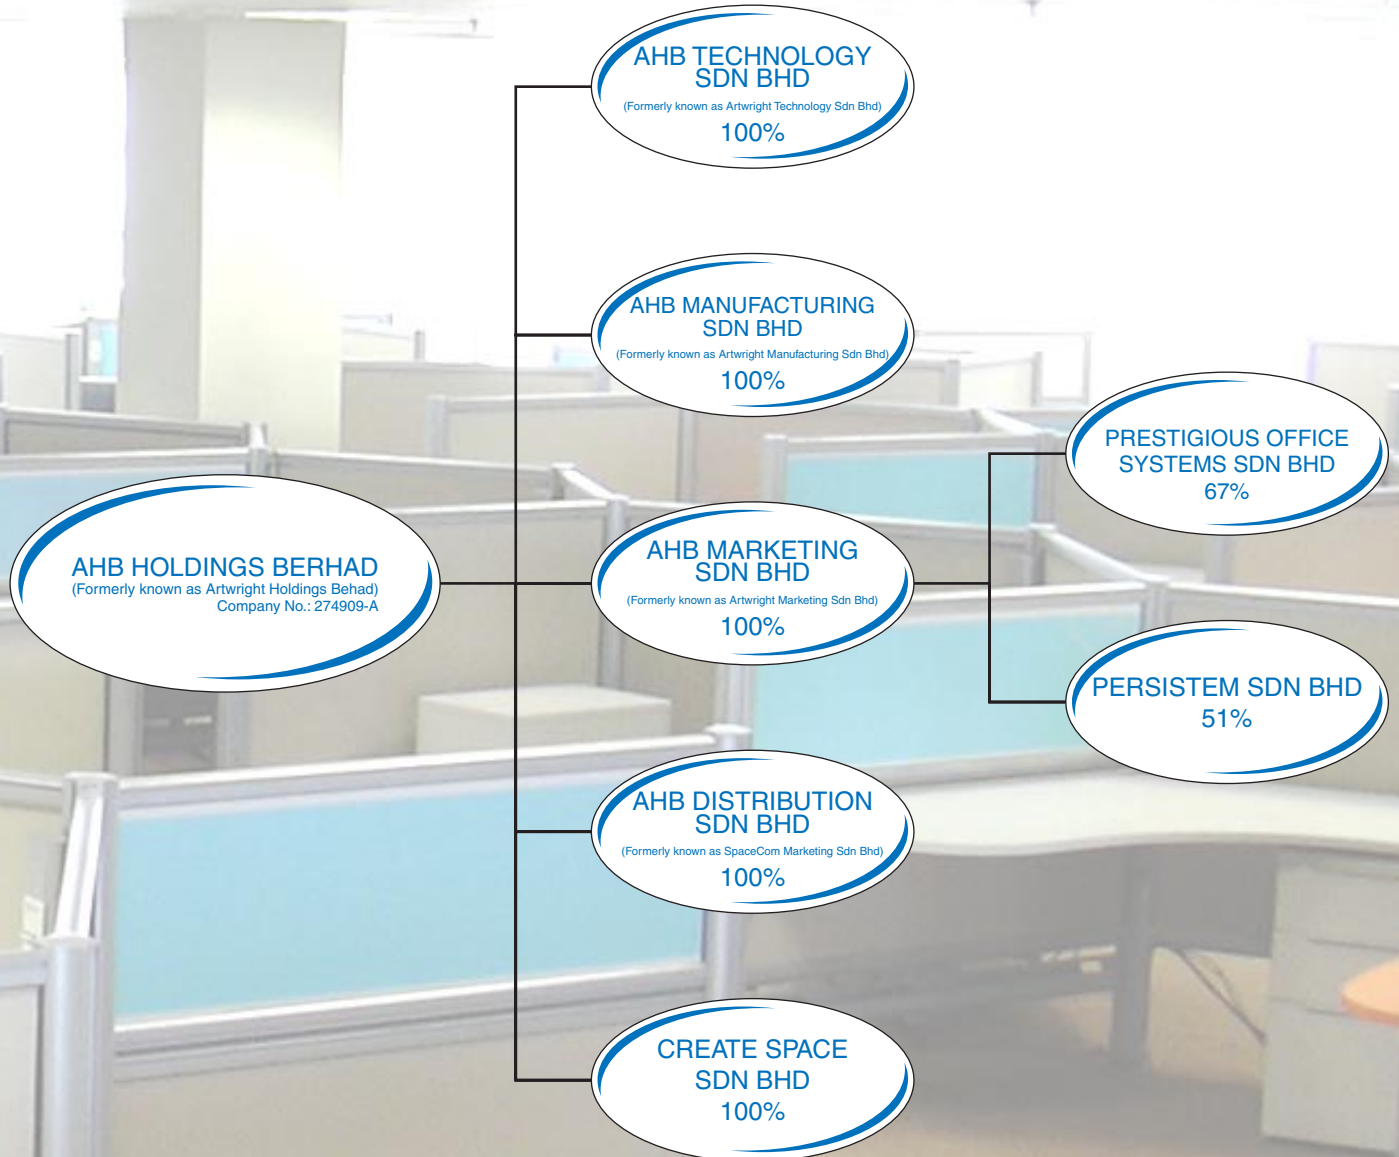 AHB TECHNOLOGY
SDN BHD
(Formerly known as Artwright Technology Sdn Bhd)
100%
AHB MANUFACTURING
SDN BHD
(Formerly known as Artwright Manufacturing Sdn Bhd)
100%
PRESTIGIOUS OFFICE
SYSTEMS SDN BHD
67%
AHB HOLDINGS BERHAD
(Formerly known as Artwright Holdings Behad)
Company No.: 274909-A
AHB MARKETING
SDN BHD
(Formerly known as Artwright Marketing Sdn Bhd)
100%
PERSISTEM SDN BHD
51%
AHB DISTRIBUTION
SDN BHD
(Formerly known as SpaceCom Marketing Sdn Bhd)
100%
CREATE SPACE
SDN BHD
100%